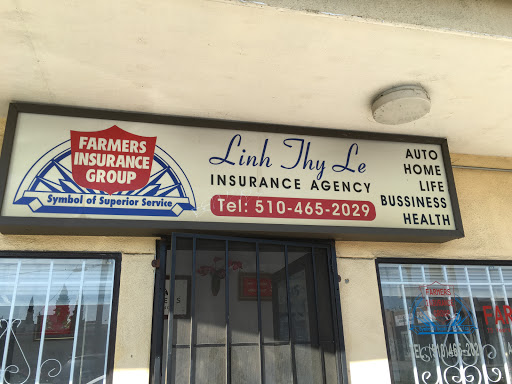 FARMERS
INSURANCE
GROUP
Symbol of Superior Service
Linh Thy Le
INSURANCE AGENCY
Tel: 510-465-2029
AUTO
HOME
LIFE
BUSSINESS
HEALTH
FARMERS